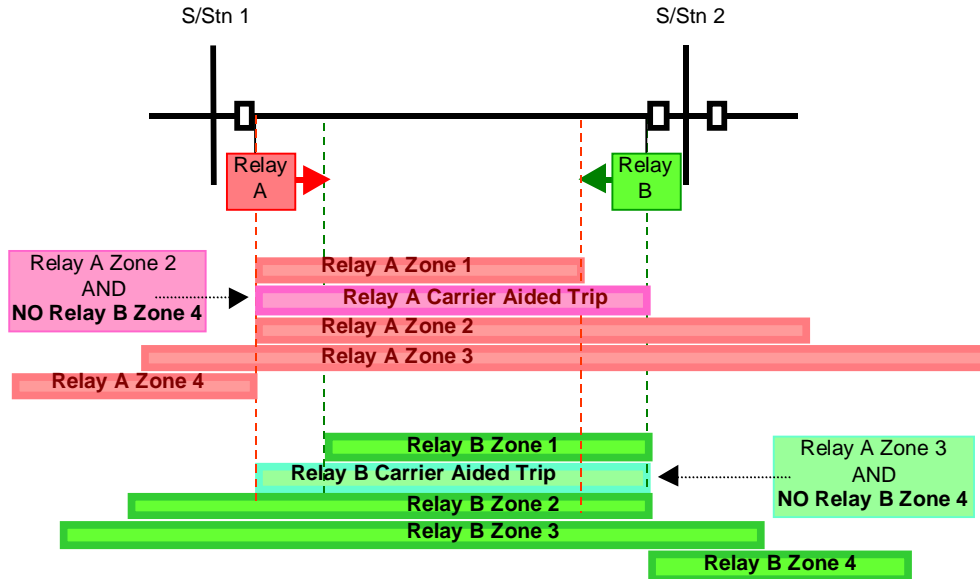 S/Stn 1
S/Stn 2
Relay
A
Relay
B
Relay A Zone 2
AND
NO Relay B Zone 4
Relay A Zone 1
Relay A Carrier Aided Trip
Relay A Zone 2
Relay A Zone 3
Relay A Zone 4
Relay B Zone 1
Relay B Carrier Aided Trip
Relay B Zone 2
Relay B Zone 3
Relay B Zone 4
Relay A Zone 3
AND
NO Relay B Zone 4